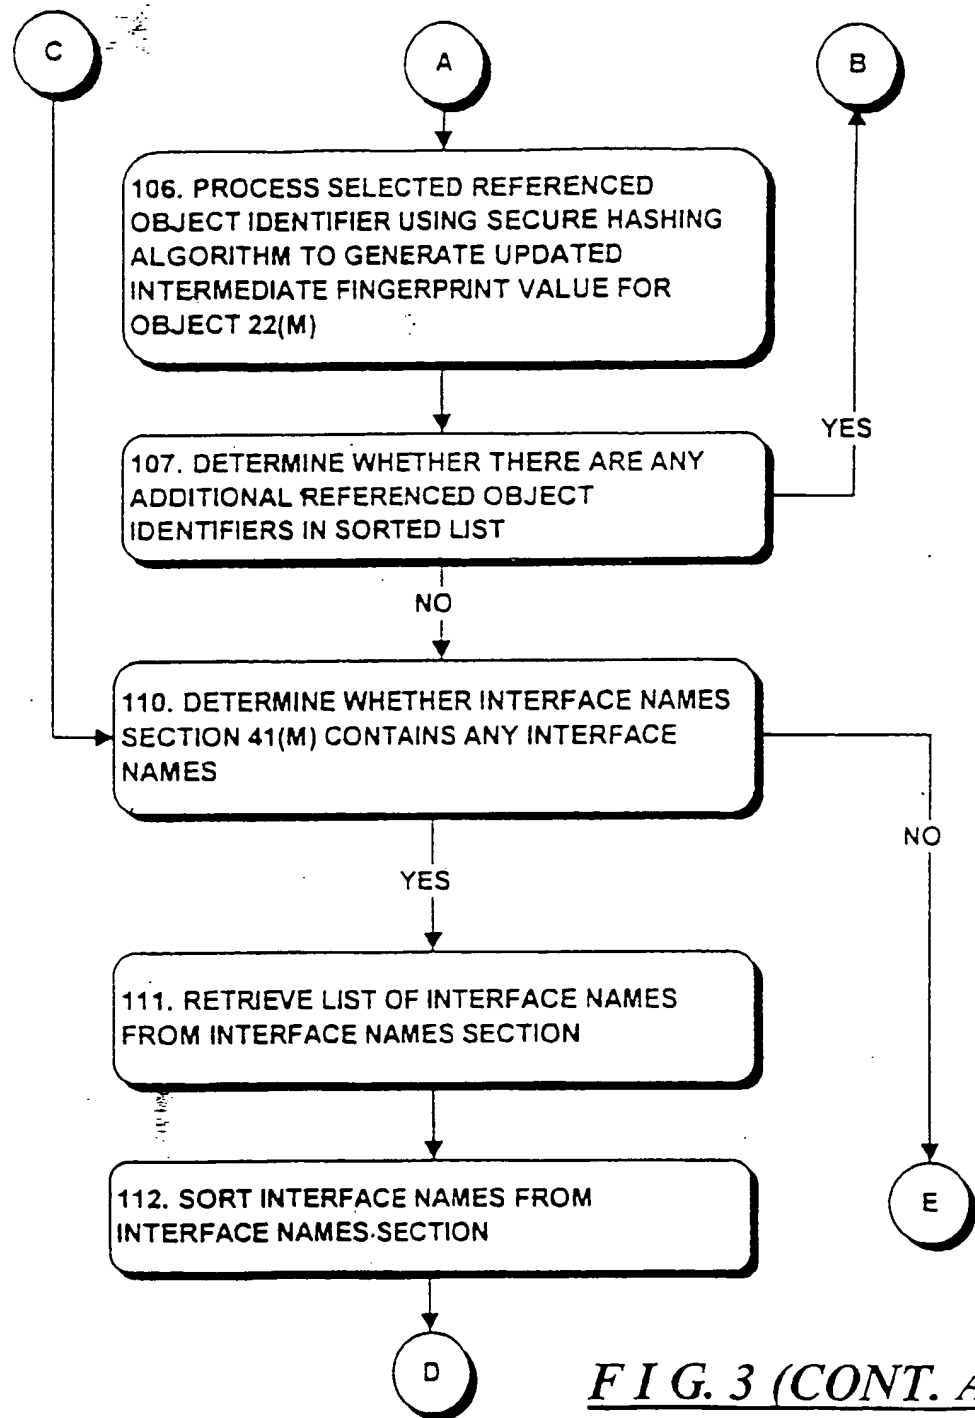 C
A
B
106. PROCESS SELECTED REFERENCED
OBJECT IDENTIFIER USING SECURE HASHING
ALGORITHM TO GENERATE UPDATED
INTERMEDIATE FINGERPRINT VALUE FOR
OBJECT 22(M)
YES
107. DETERMINE WHETHER THERE ARE ANY
ADDITIONAL REFERENCED OBJECT
IDENTIFIERS IN SORTED LIST
NO
110. DETERMINE WHETHER INTERFACE NAMES
SECTION 41(M) CONTAINS ANY INTERFACE
NAMES
NO
YES
111. RETRIEVE LIST OF INTERFACE NAMES
FROM INTERFACE NAMES SECTION
112. SORT INTERFACE NAMES FROM
INTERFACE NAMES SECTION
E
D
FIG. 3 (CONT. A